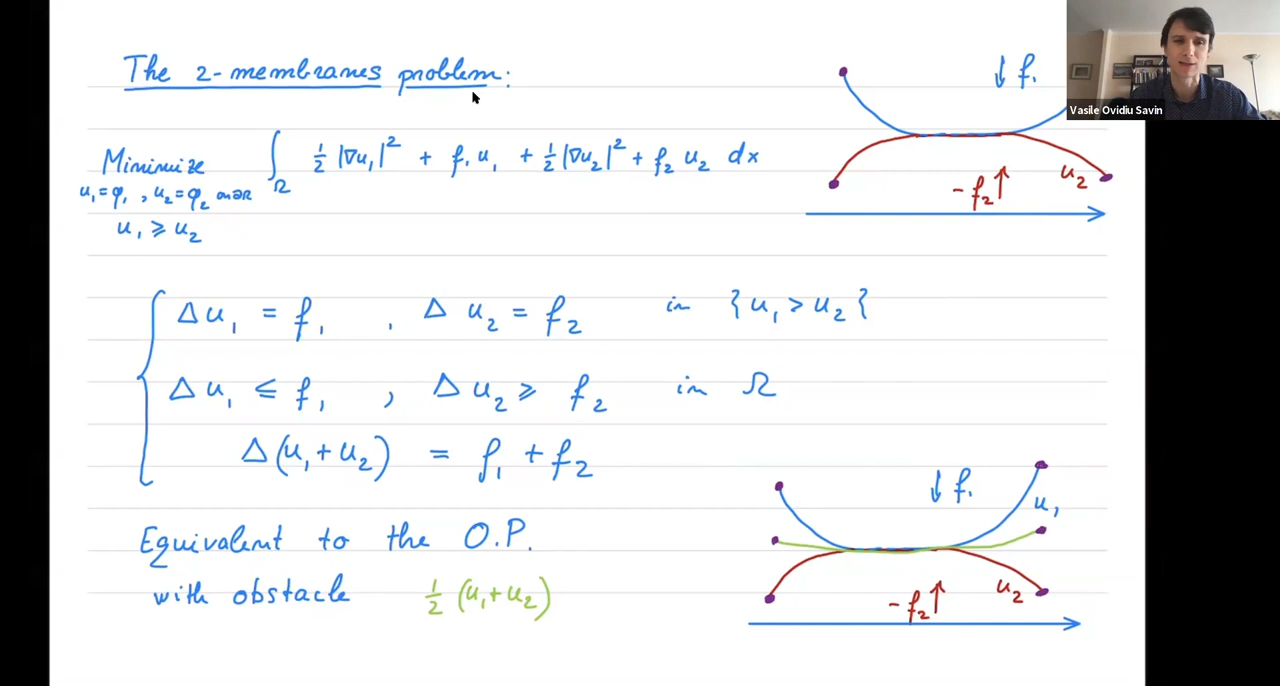 The 2-membranes problem:
↓ f₁
Vasile Ovidiu Savin
Minimize ∫_Ω ½ |∇u₁|² + f₁ u₁ + ½ |∇u₂|² + f₂ u₂ dx
u₁ = φ₁ , u₂ = φ₂ on ∂Ω
u₁ ⩾ u₂
- f₂ ↑
u₂
Δu₁ = f₁ , Δ u₂ = f₂ in {u₁ > u₂}
Δ u₁ ⩽ f₁ , Δ u₂ ⩾ f₂ in Ω
Δ(u₁ + u₂) = f₁ + f₂
Equivalent to the O.P.
with obstacle ½ (u₁ + u₂)
↓ f₁
u₁
- f₂ ↑
u₂